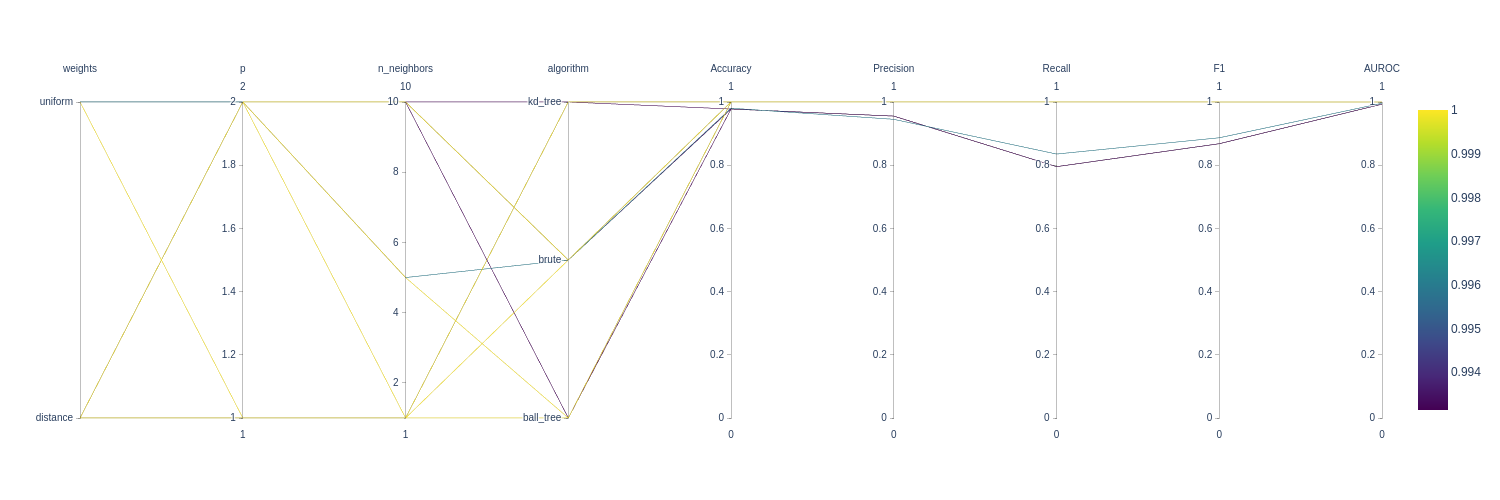 weights p n_neighbors algorithm Accuracy Precision Recall F1 AUROC
2 10 1 1 1 1 1
uniform 2 10 kd_tree 1 1 1 1 1
1
0.999
1.8 8 0.8 0.8 0.8 0.8 0.8
0.998
1.6 6 0.6 0.6 0.6 0.6 0.6
0.997
brute
0.996
1.4 4 0.4 0.4 0.4 0.4 0.4
0.995
1.2 2 0.2 0.2 0.2 0.2 0.2
0.994
distance 1 ball_tree 0 0 0 0 0
1 1 0 0 0 0 0